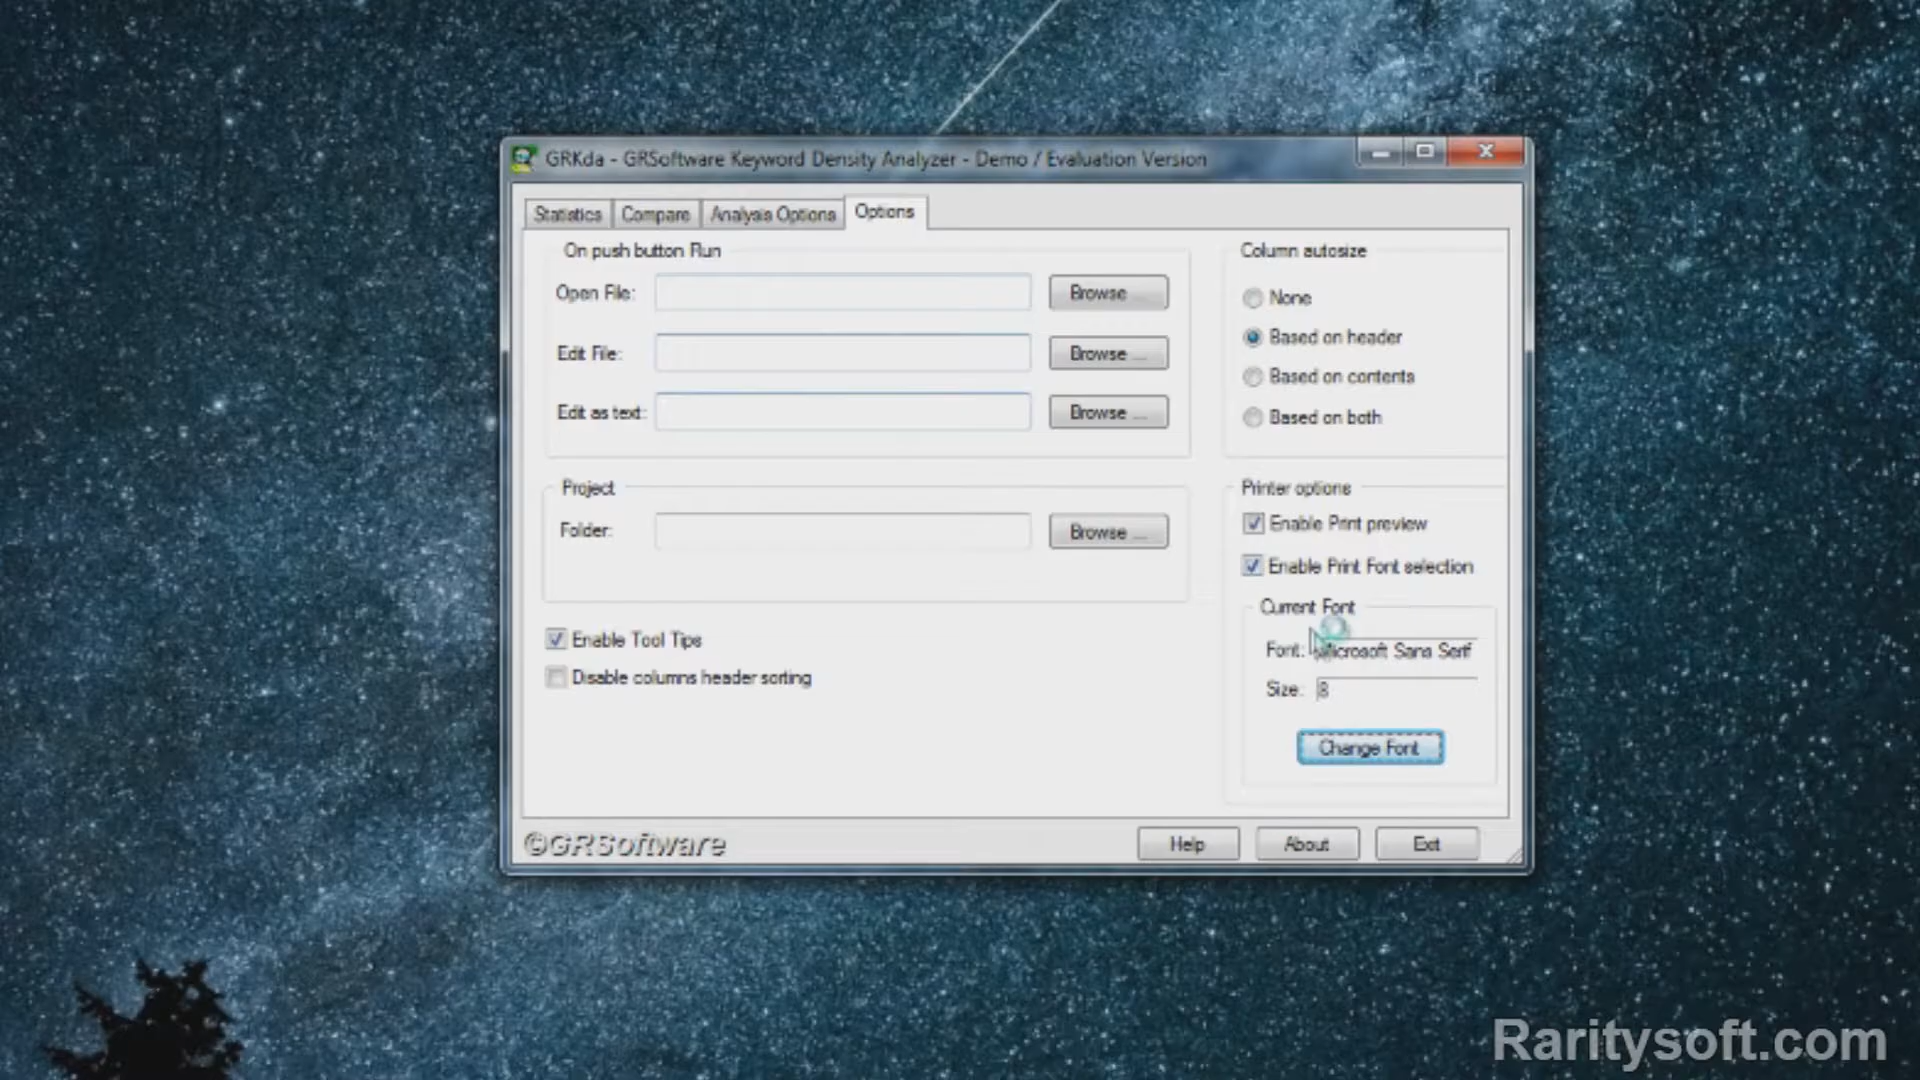 GRKda - GRSoftware Keyword Density Analyzer - Demo / Evaluation Version
Statistics
Compare
Analysis Options
Options
On push button Run
Open File:
Browse ...
Edit File:
Browse ...
Edit as text:
Browse ...
Project
Folder:
Browse ...
Enable Tool Tips
Disable columns header sorting
Column autosize
None
Based on header
Based on contents
Based on both
Printer options
Enable Print preview
Enable Print Font selection
Current Font
Font: Microsoft Sans Serif
Size: 8
Change Font
©GRSoftware
Help
About
Exit
Raritysoft.com